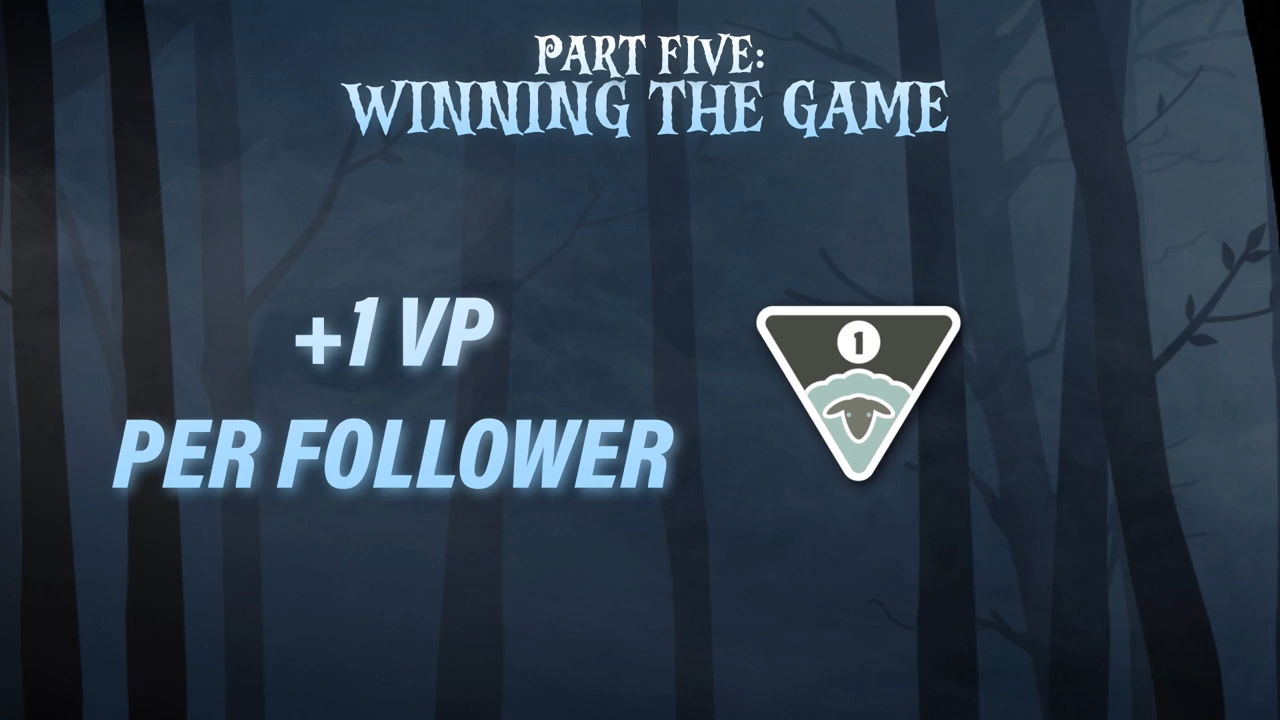 PART FIVE:
WINNING THE GAME
+1 VP
1
PER FOLLOWER